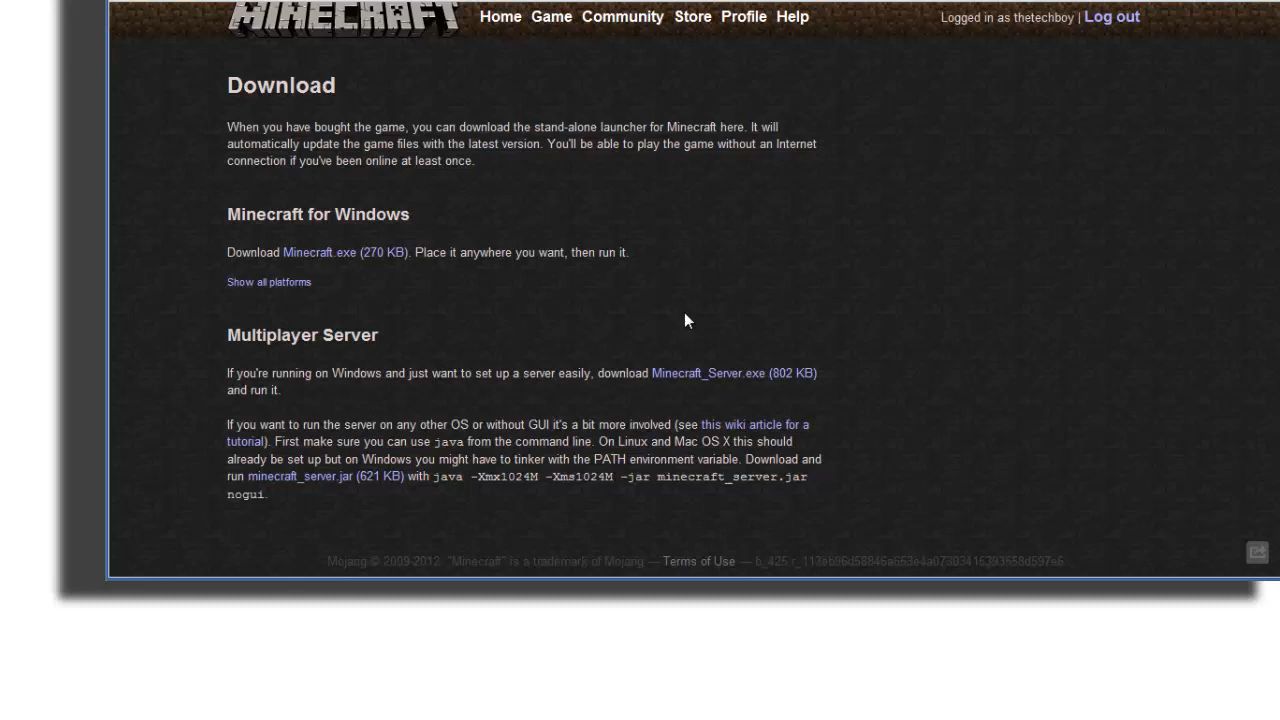 MINECRAFT
Home Game Community Store Profile Help
Logged in as thetechboy | Log out
Download
When you have bought the game, you can download the stand-alone launcher for Minecraft here. It will
automatically update the game files with the latest version. You'll be able to play the game without an Internet
connection if you've been online at least once.
Minecraft for Windows
Download Minecraft.exe (270 KB). Place it anywhere you want, then run it.
Show all platforms
Multiplayer Server
If you're running on Windows and just want to set up a server easily, download Minecraft_Server.exe (802 KB)
and run it.
If you want to run the server on any other OS or without GUI it's a bit more involved (see this wiki article for a
tutorial). First make sure you can use java from the command line. On Linux and Mac OS X this should
already be set up but on Windows you might have to tinker with the PATH environment variable. Download and
run minecraft_server.jar (621 KB) with java -Xmx1024M -Xms1024M -jar minecraft_server.jar
nogui.
Mojang © 2009-2012. "Minecraft" is a trademark of Mojang — Terms of Use —